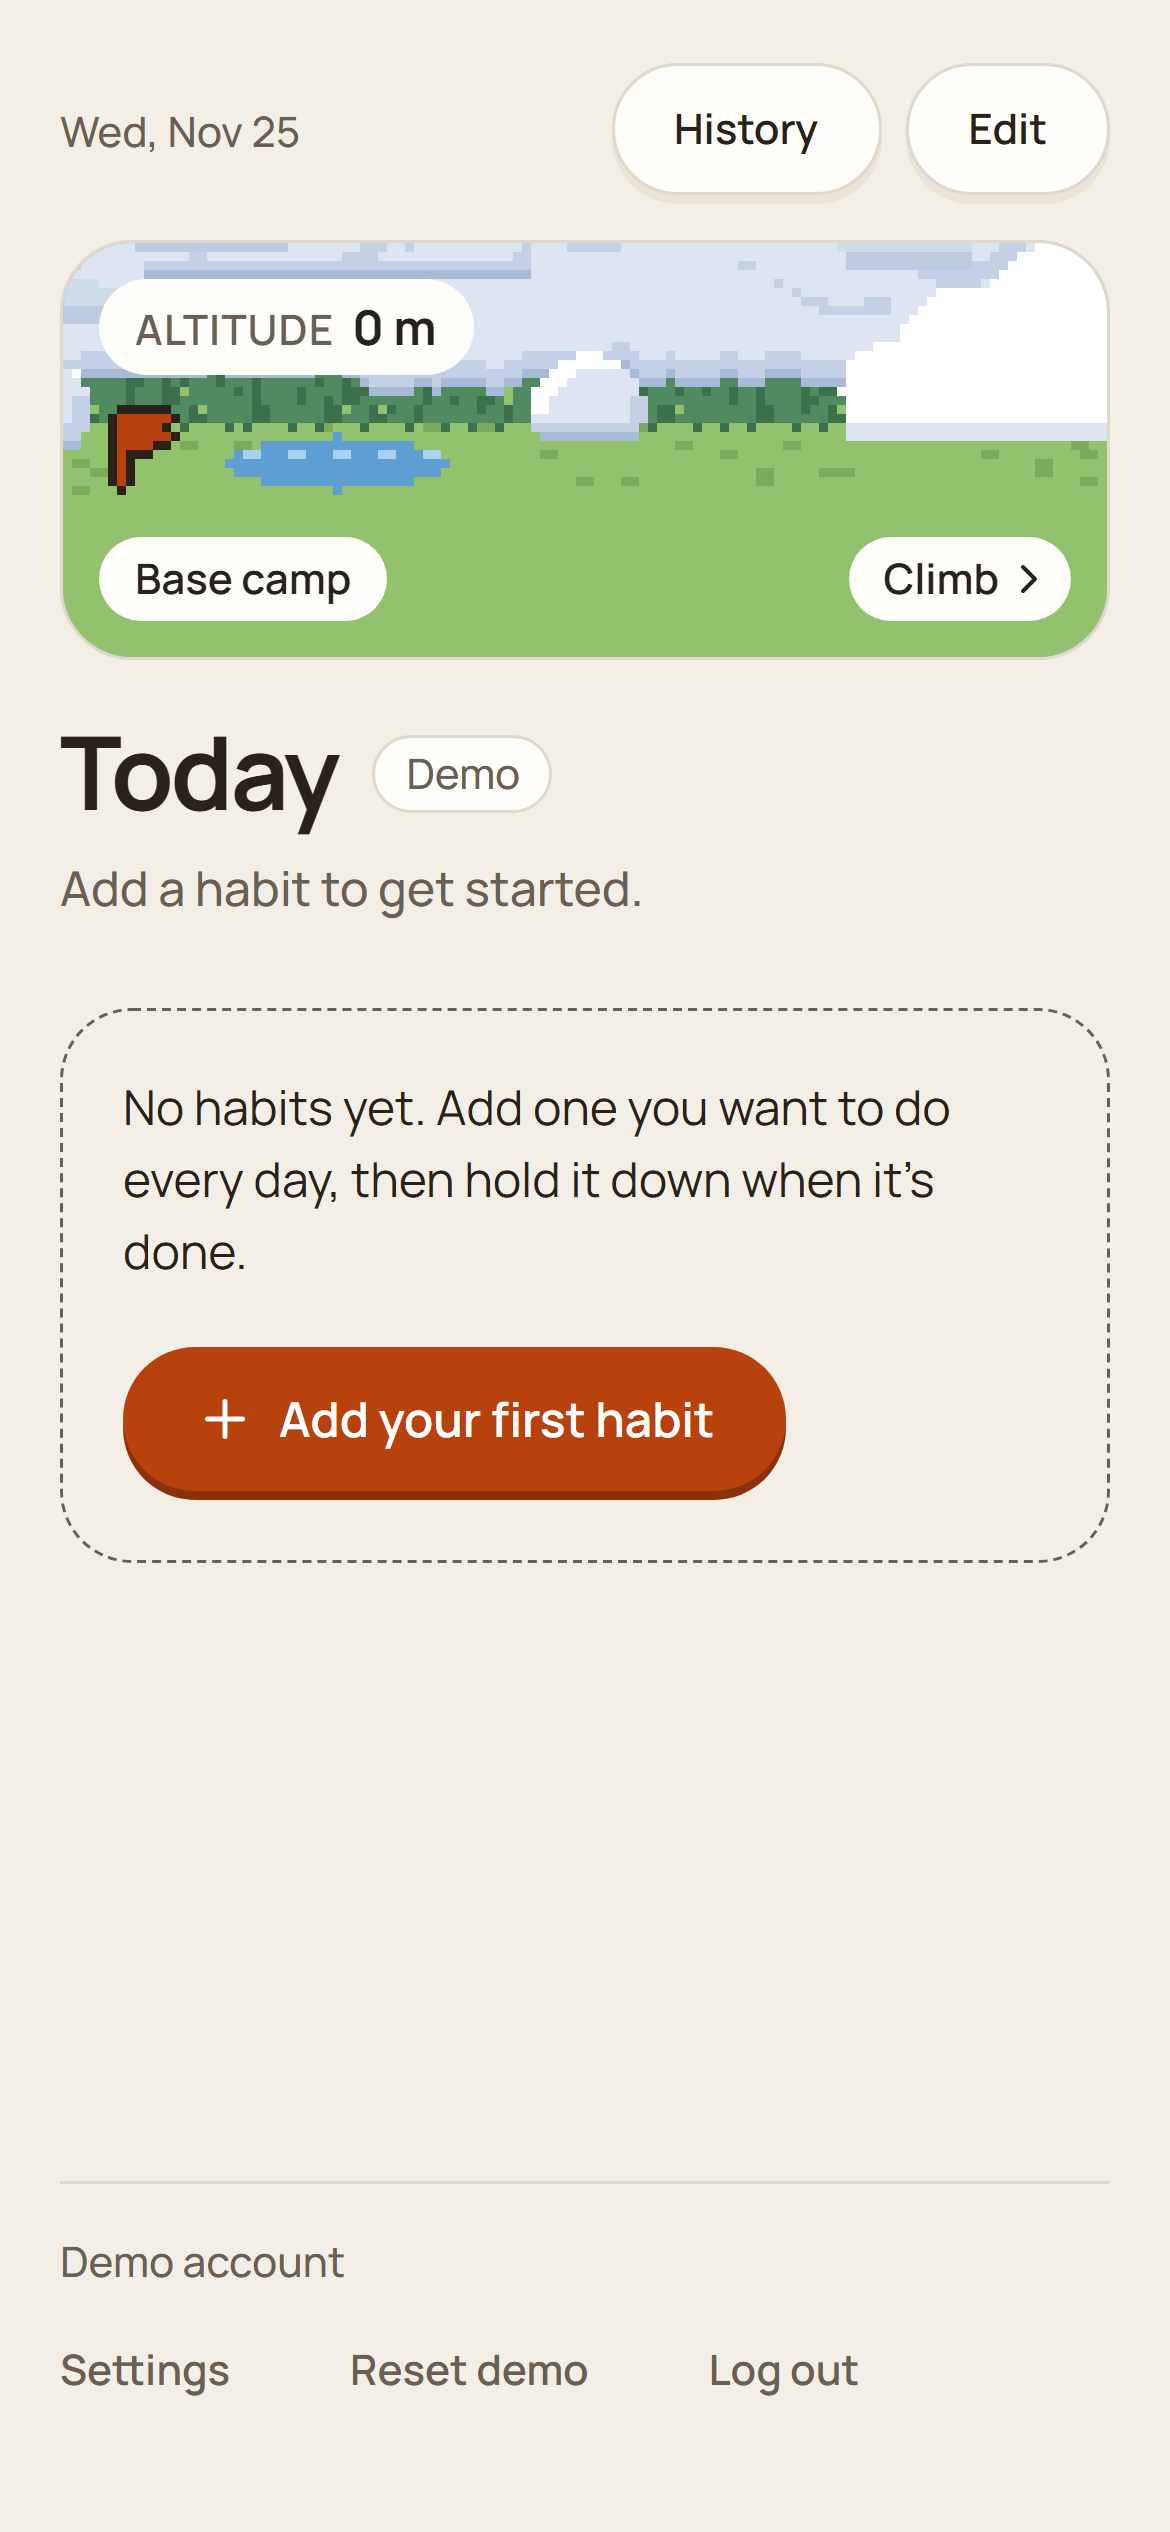 Wed, Nov 25
History
Edit
ALTITUDE 0 m
Base camp
Climb
Today
Demo
Add a habit to get started.
No habits yet. Add one you want to do
every day, then hold it down when it’s
done.
Add your first habit
Demo account
Settings
Reset demo
Log out